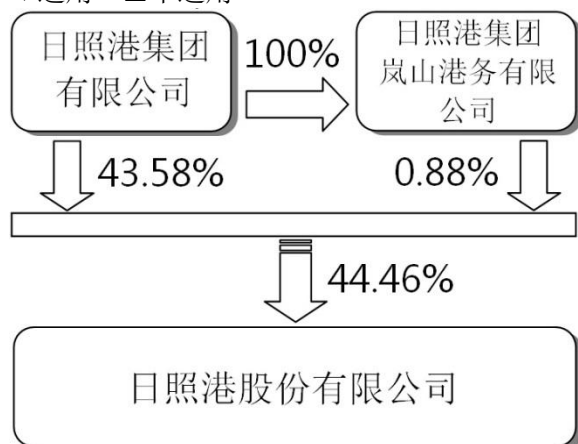 日照港集团
有限公司
100%
日照港集团
岚山港务有限
公司
43.58%
0.88%
44.46%
日照港股份有限公司